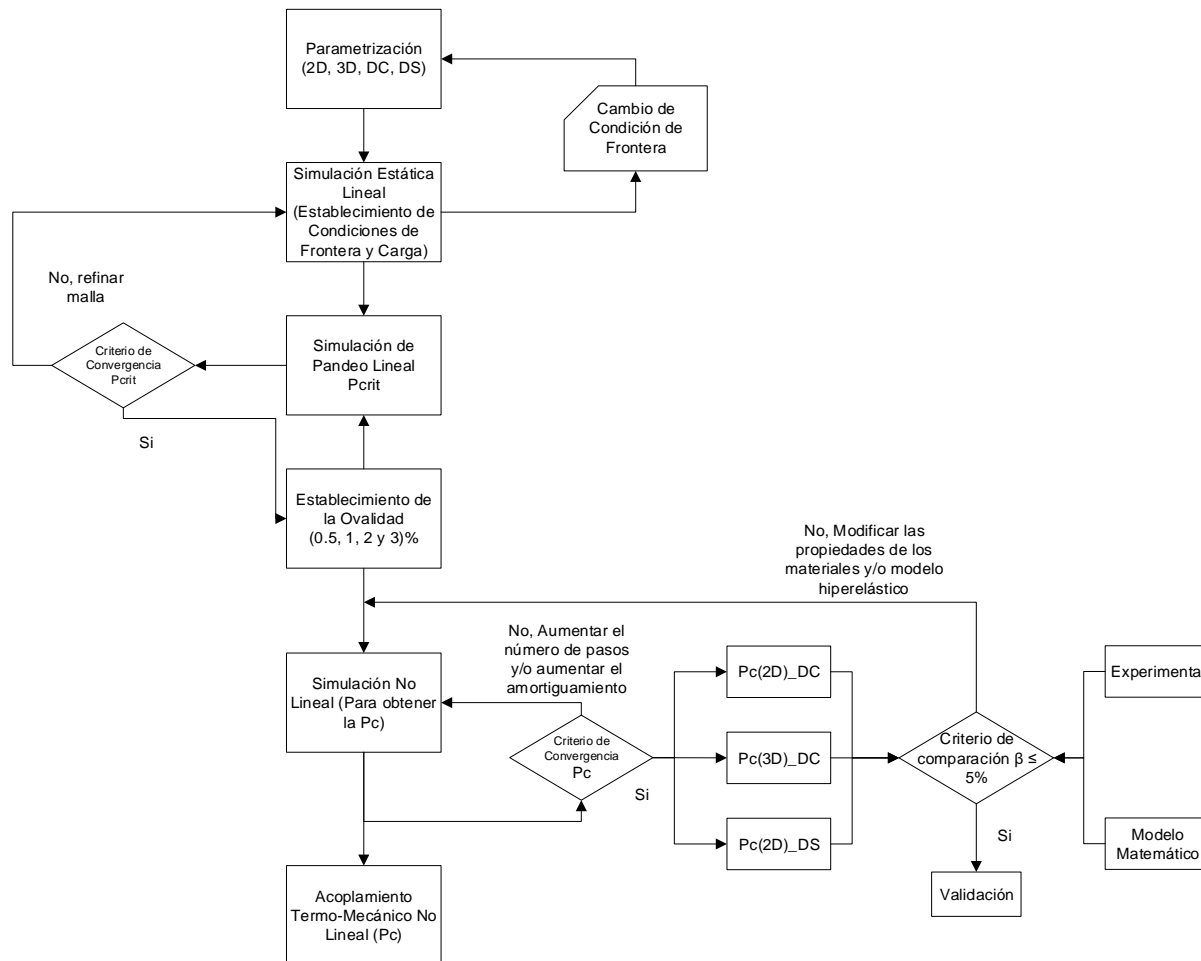 Parametrización
(2D, 3D, DC, DS)
Cambio de
Condición de
Frontera
Simulación Estática
Lineal
(Establecimiento de
Condiciones de
Frontera y Carga)
No, refinar
malla
Criterio de
Convergencia
Pcrit
Simulación de
Pandeo Lineal
Pcrit
Si
Establecimiento de
la Ovalidad
(0.5, 1, 2 y 3)%
No, Modificar las
propiedades de los
materiales y/o modelo
hiperelástico
No, Aumentar el
número de pasos
y/o aumentar el
amortiguamiento
Simulación No
Lineal (Para obtener
la Pc)
Criterio de
Convergencia
Pc
Si
Pc(2D)_DC
Pc(3D)_DC
Pc(2D)_DS
Criterio de
comparación β ≤
5%
Experimenta
Modelo
Matemático
Si
Validación
Acoplamiento
Termo-Mecánico No
Lineal (Pc)